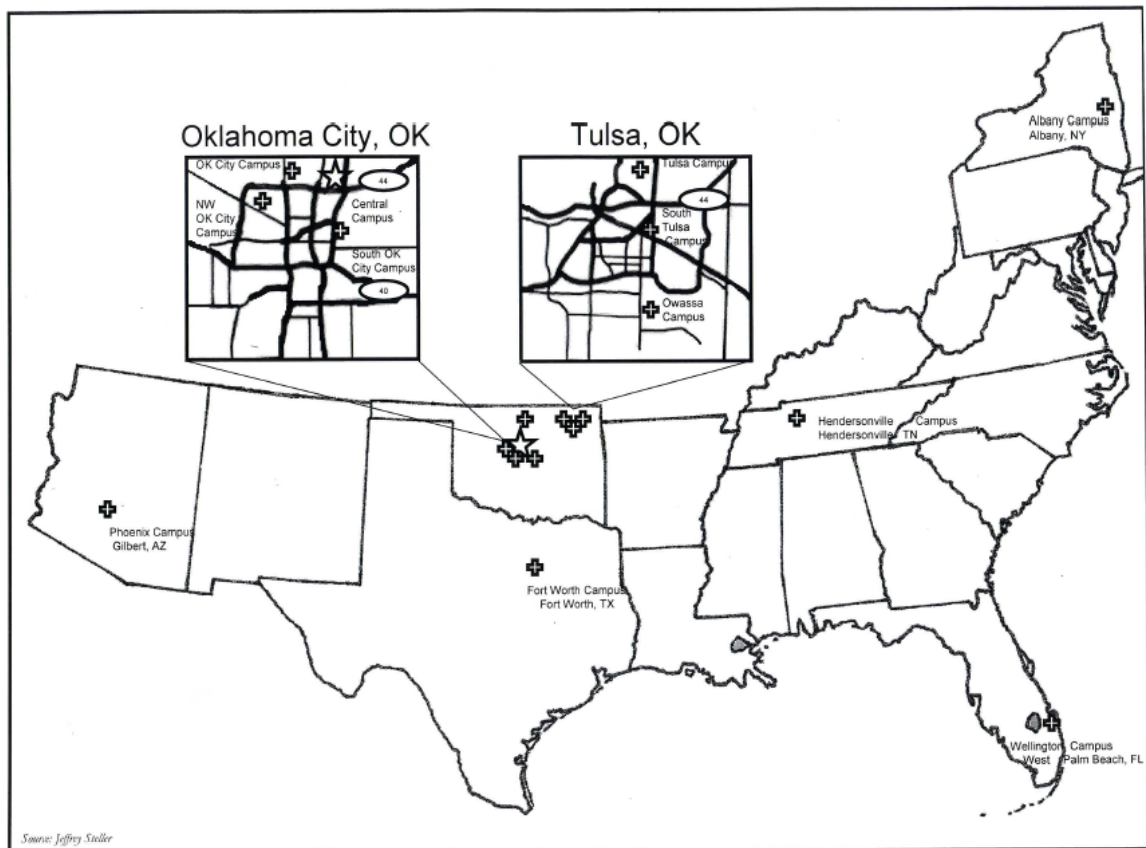 Oklahoma City, OK
OK City Campus
44
NW
OK City
Campus
Central
Campus
South OK
City Campus
40
Tulsa, OK
Tulsa Campu
44
South
Tulsa
Campus
Owassa
Campus
Albany Campus
Albany, NY
Hendersonville Campus
Hendersonville TN
Phoenix Campus
Gilbert, AZ
Fort Worth Campus
Fort Worth, TX
Wellington Campus
West Palm Beach, FL
Source: Jeffrey Steller